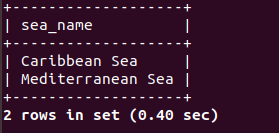 +-------------------+
| sea_name          |
+-------------------+
| Caribbean Sea     |
| Mediterranean Sea |
+-------------------+
2 rows in set (0.40 sec)